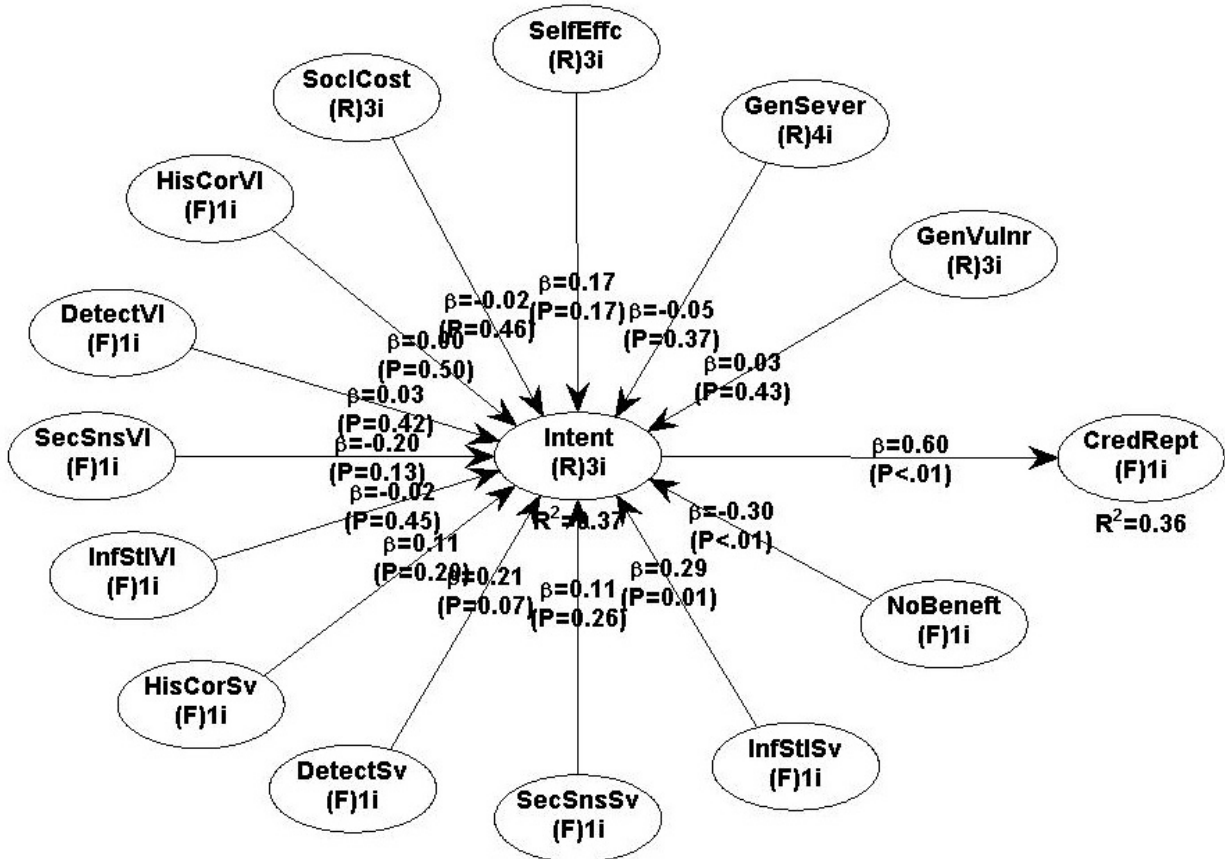 SelfEffc
(R)3i
SoclCost
(R)3i
GenSever
(R)4i
HisCorVl
(F)1i
GenVulnr
(R)3i
DetectVl
(F)1i
β=-0.02
(P=0.46)
β=0.17
(P=0.17)
β=-0.05
(P=0.37)
β=0.00
(P=0.50)
β=0.03
(P=0.43)
β=0.03
(P=0.42)
SecSnsVl
(F)1i
β=-0.20
(P=0.13)
Intent
(R)3i
R²=0.37
β=0.60
(P<.01)
CredRept
(F)1i
R²=0.36
β=-0.02
(P=0.45)
β=-0.30
(P<.01)
InfStlVl
(F)1i
β=0.11
(P=0.20)
β=0.21
(P=0.07)
β=0.11
(P=0.26)
β=0.29
(P=0.01)
NoBeneft
(F)1i
HisCorSv
(F)1i
DetectSv
(F)1i
SecSnsSv
(F)1i
InfStlSv
(F)1i